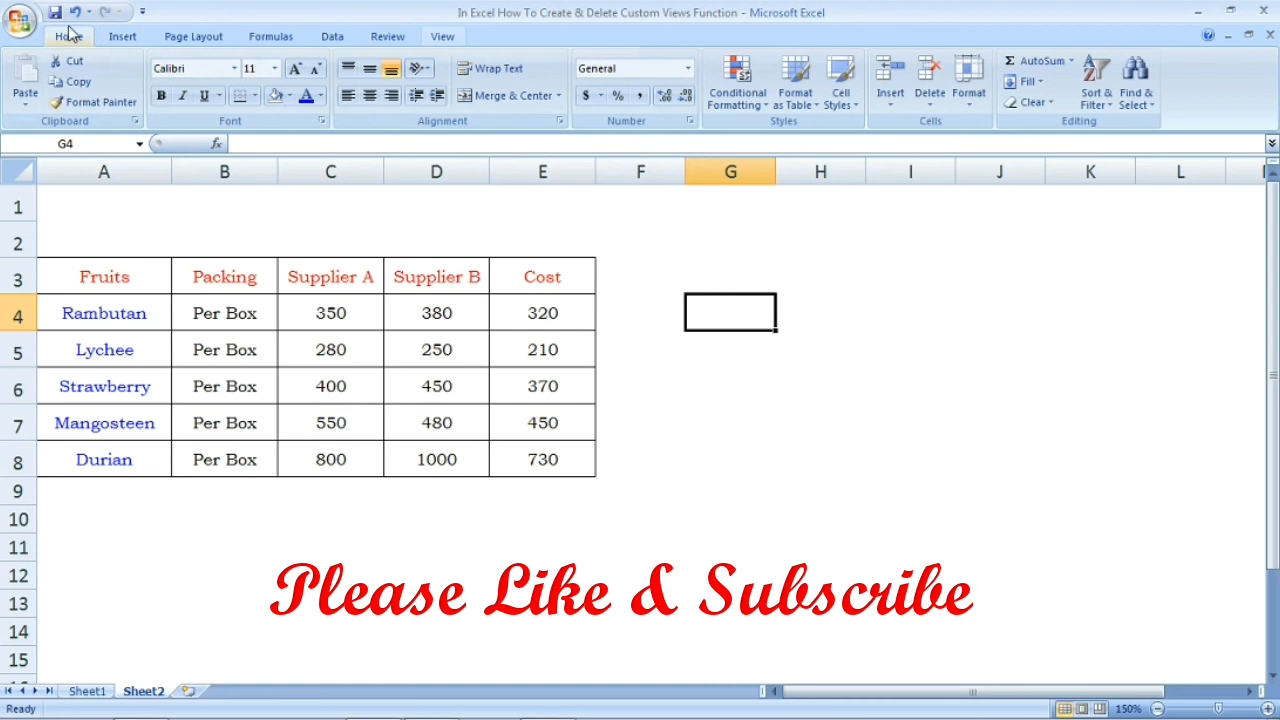 In Excel How To Create & Delete Custom Views Function - Microsoft Excel
Home Insert Page Layout Formulas Data Review View
Paste Cut Copy Format Painter Clipboard
Calibri 11 A A B I U A Font
Wrap Text Merge & Center Alignment
General $ % , Number
Conditional Formatting Format as Table Cell Styles Styles
Insert Delete Format Cells
Σ AutoSum Fill Clear Sort & Filter Find & Select Editing
G4 fx
A B C D E F G H I J K L
1
2
3 Fruits Packing Supplier A Supplier B Cost
4 Rambutan Per Box 350 380 320
5 Lychee Per Box 280 250 210
6 Strawberry Per Box 400 450 370
7 Mangosteen Per Box 550 480 450
8 Durian Per Box 800 1000 730
9
10
11
12
Please Like & Subscribe
13
14
15
Sheet1 Sheet2
Ready 150%